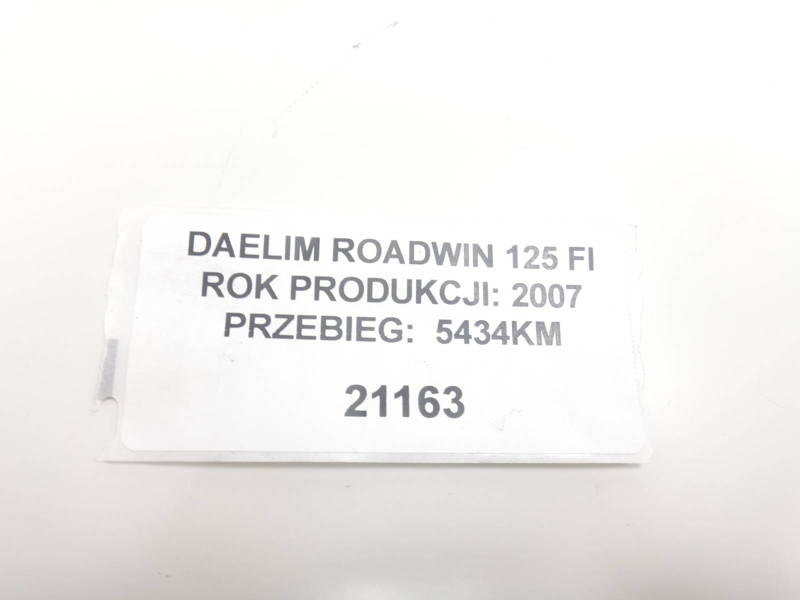 DAELIM ROADWIN 125 FI
ROK PRODUKCJI: 2007
PRZEBIEG: 5434KM
21163